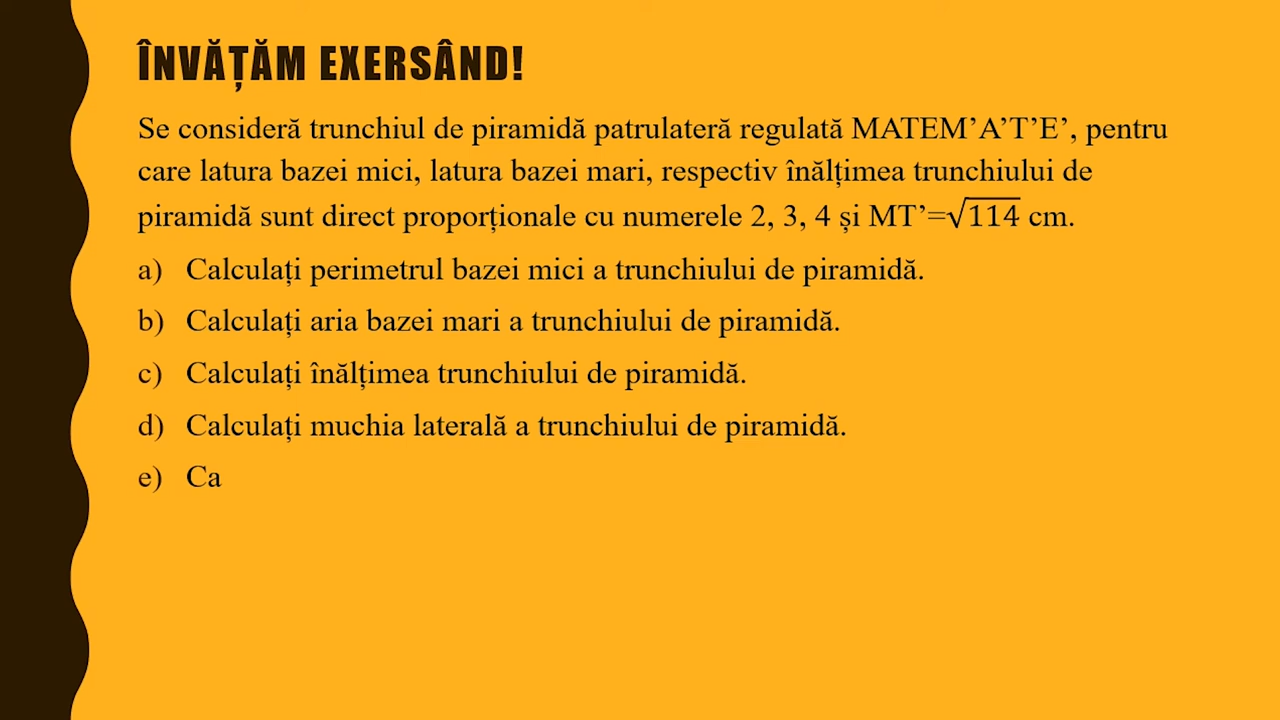 ÎNVĂȚĂM EXERSÂND!
Se consideră trunchiul de piramidă patrulateră regulată MATEM’A’T’E’, pentru
care latura bazei mici, latura bazei mari, respectiv înălțimea trunchiului de
piramidă sunt direct proporționale cu numerele 2, 3, 4 și MT’=√114 cm.
a) Calculați perimetrul bazei mici a trunchiului de piramidă.
b) Calculați aria bazei mari a trunchiului de piramidă.
c) Calculați înălțimea trunchiului de piramidă.
d) Calculați muchia laterală a trunchiului de piramidă.
e) Ca